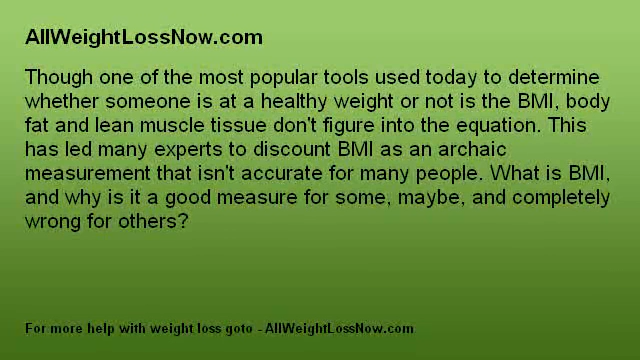 AllWeightLossNow.com
Though one of the most popular tools used today to determine
whether someone is at a healthy weight or not is the BMI, body
fat and lean muscle tissue don't figure into the equation. This
has led many experts to discount BMI as an archaic
measurement that isn't accurate for many people. What is BMI,
and why is it a good measure for some, maybe, and completely
wrong for others?
For more help with weight loss goto - AllWeightLossNow.com